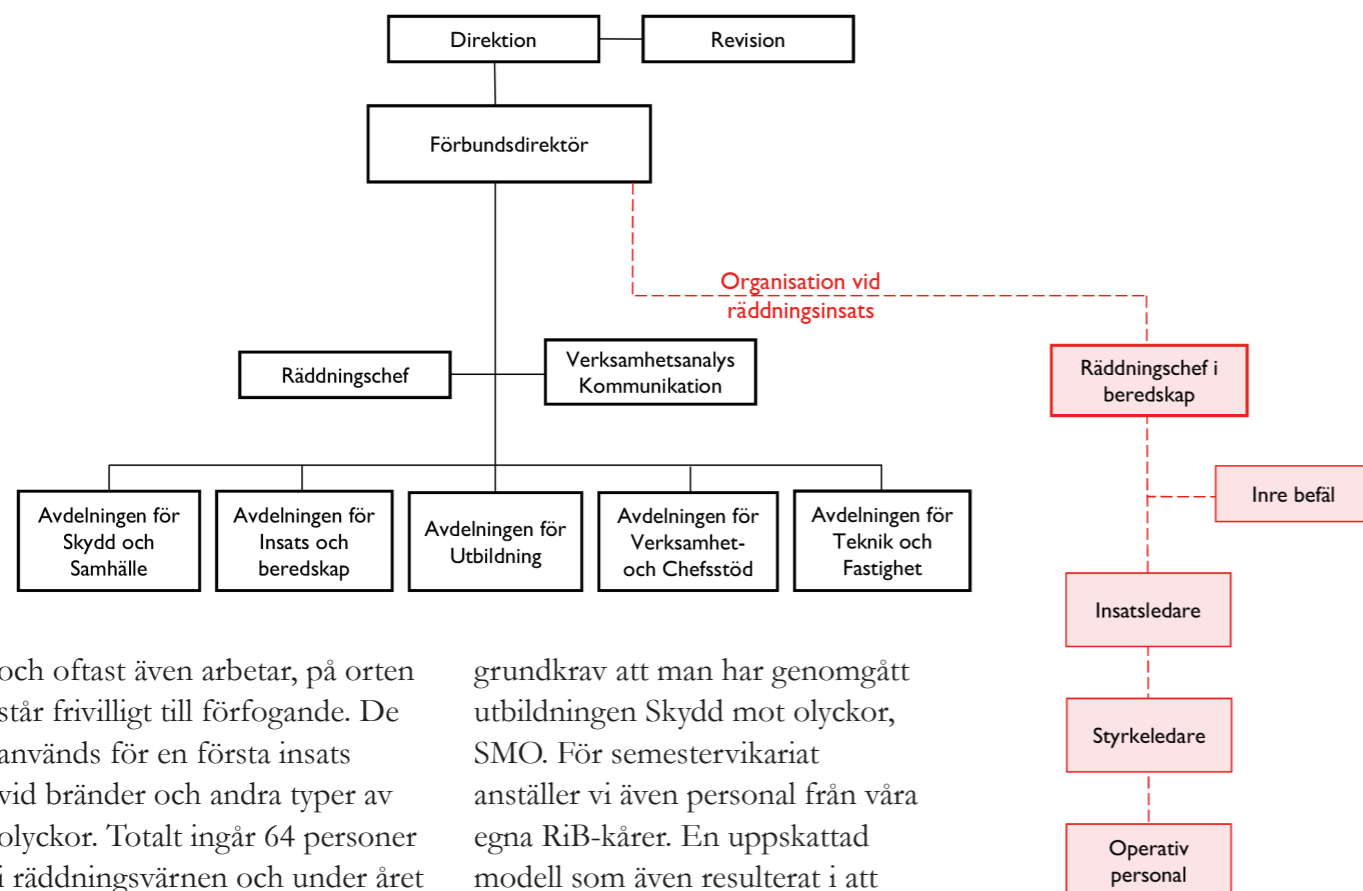 Direktion
Revision
Förbundsdirektör
Organisation vid
räddningsinsats
Räddningschef
Verksamhetsanalys
Kommunikation
Räddningschef i
beredskap
Inre befäl
Avdelningen för
Skydd och
Samhälle
Avdelningen för
Insats och
beredskap
Avdelningen för
Utbildning
Avdelningen för
Verksamhet-
och Chefsstöd
Avdelningen för
Teknik och
Fastighet
Insatsledare
Styrkeledare
Operativ
personal
och oftast även arbetar, på orten
står frivilligt till förfogande. De
används för en första insats
vid bränder och andra typer av
olyckor. Totalt ingår 64 personer
i räddningsvärnen och under året
grundkrav att man har genomgått
utbildningen Skydd mot olyckor,
SMO. För semestervikariat
anställer vi även personal från våra
egna RiB-kårer. En uppskattad
modell som även resulterat i att